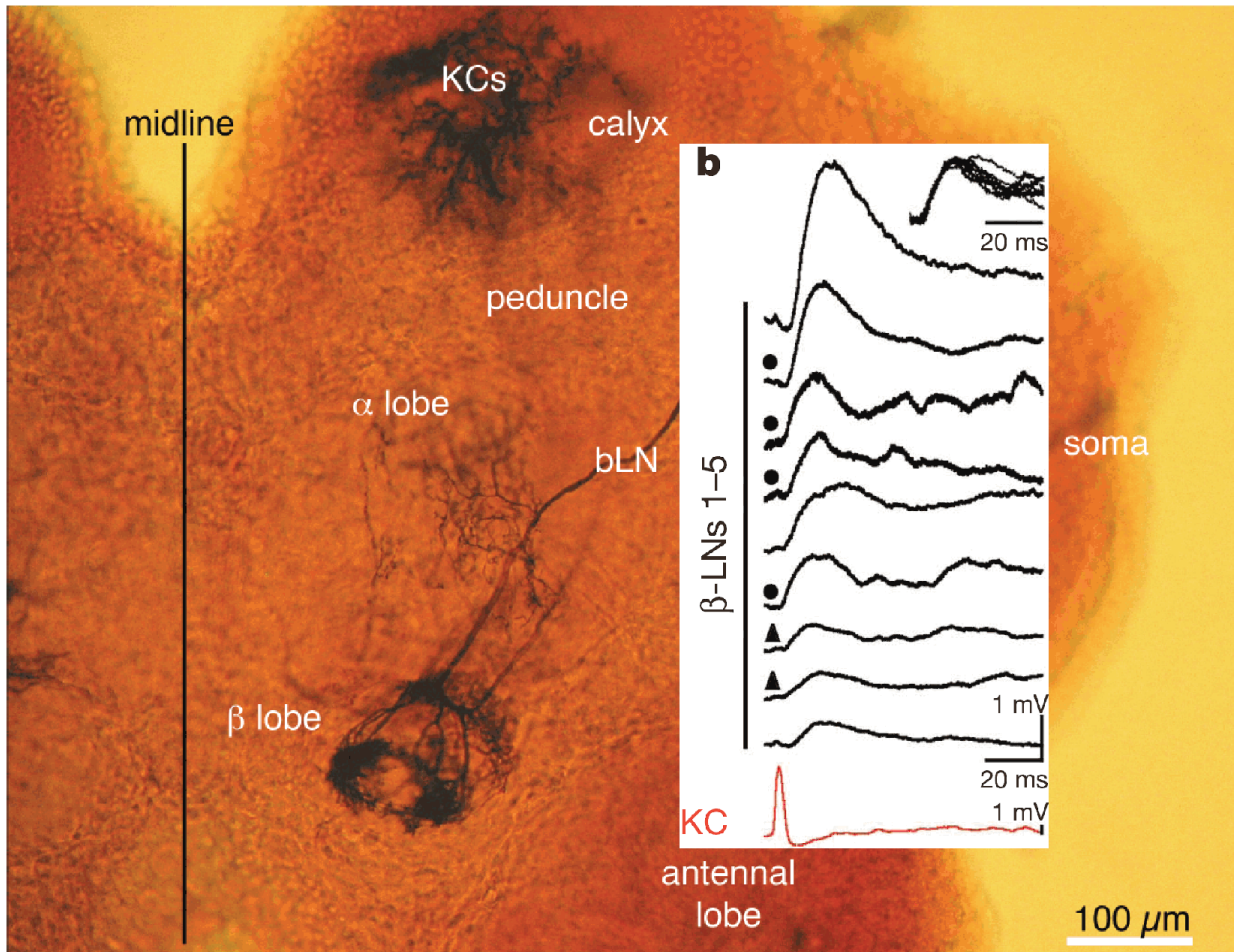 KCs
midline
calyx
b
20 ms
peduncle
α lobe
bLN
soma
β-LNs 1–5
β lobe
1 mV
20 ms
1 mV
KC
antennal
lobe
100 µm